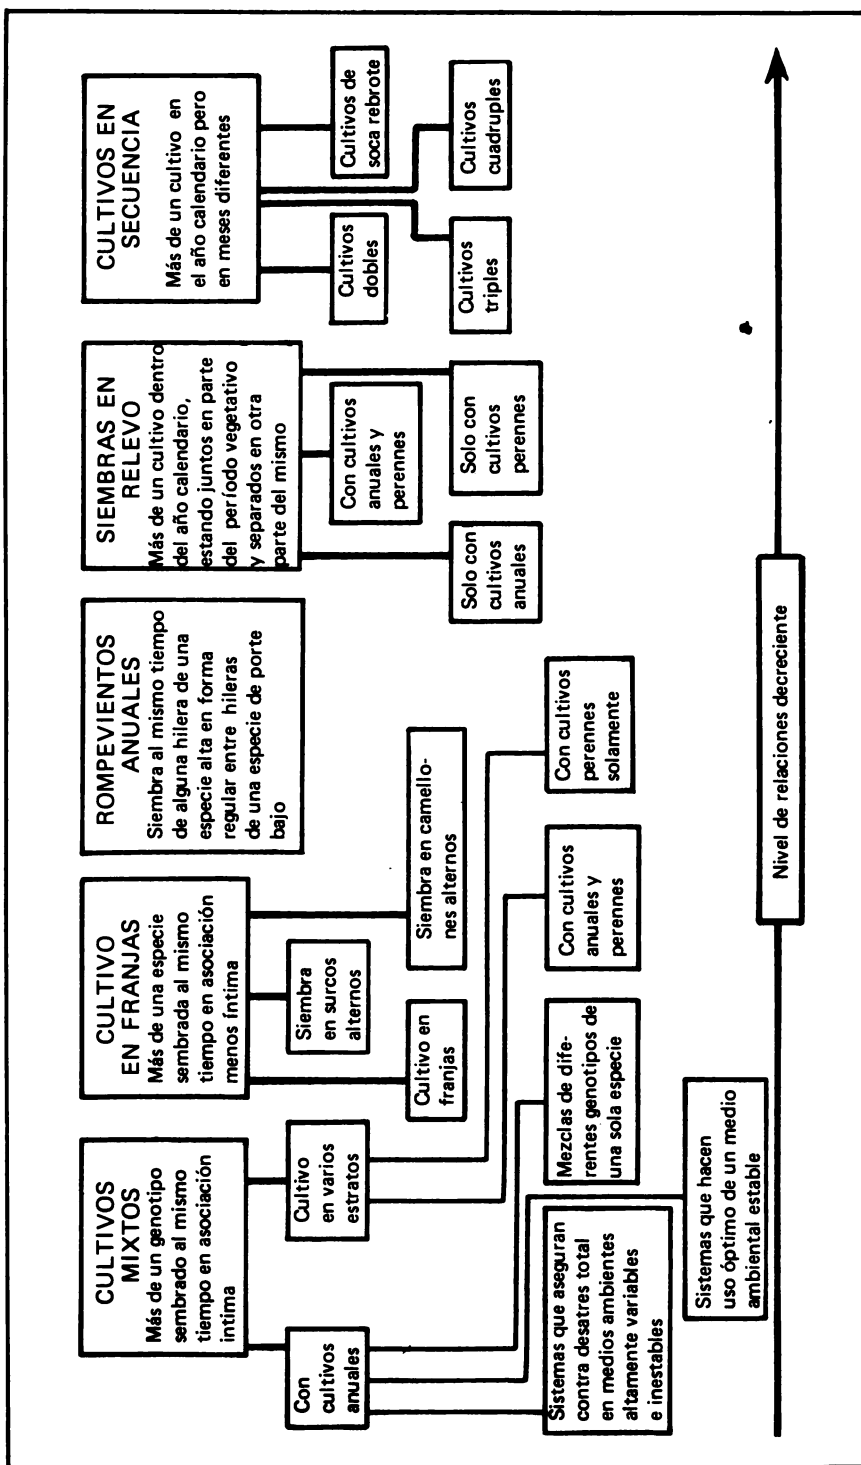 CULTIVOS
MIXTOS
Más de un genotipo
sembrado al mismo
tiempo en asociación
intima
CULTIVO
EN FRANJAS
Más de una especie
sembrada al mismo
tiempo en asociación
menos íntima
ROMPEVIENTOS
ANUALES
Siembra al mismo tiempo
de alguna hilera de una
especie alta en forma
regular entre hileras
de una especie de porte
bajo
SIEMBRAS EN
RELEVO
Más de un cultivo dentro
del año calendario,
estando juntos en parte
del período vegetativo
y separados en otra
parte del mismo
CULTIVOS EN
SECUENCIA
Más de un cultivo en
el año calendario pero
en meses diferentes
Con
cultivos
anuales
Cultivo
en varios
estratos
Siembra
en surcos
alternos
Cultivo en
franjas
Siembra en camello-
nes alternos
Con cultivos
anuales y
perennes
Solo con
cultivos
anuales
Solo con
cultivos
perennes
Cultivos
dobles
Cultivos de
soca rebrote
Cultivos
triples
Cultivos
cuadruples
Sistemas que aseguran
contra desatres total
en medios ambientes
altamente variables
e inestables
Mezclas de dife-
rentes genotipos de
una sola especie
Con cultivos
anuales y
perennes
Con cultivos
perennes
solamente
Sistemas que hacen
uso óptimo de un medio
ambiental estable
Nivel de relaciones decreciente